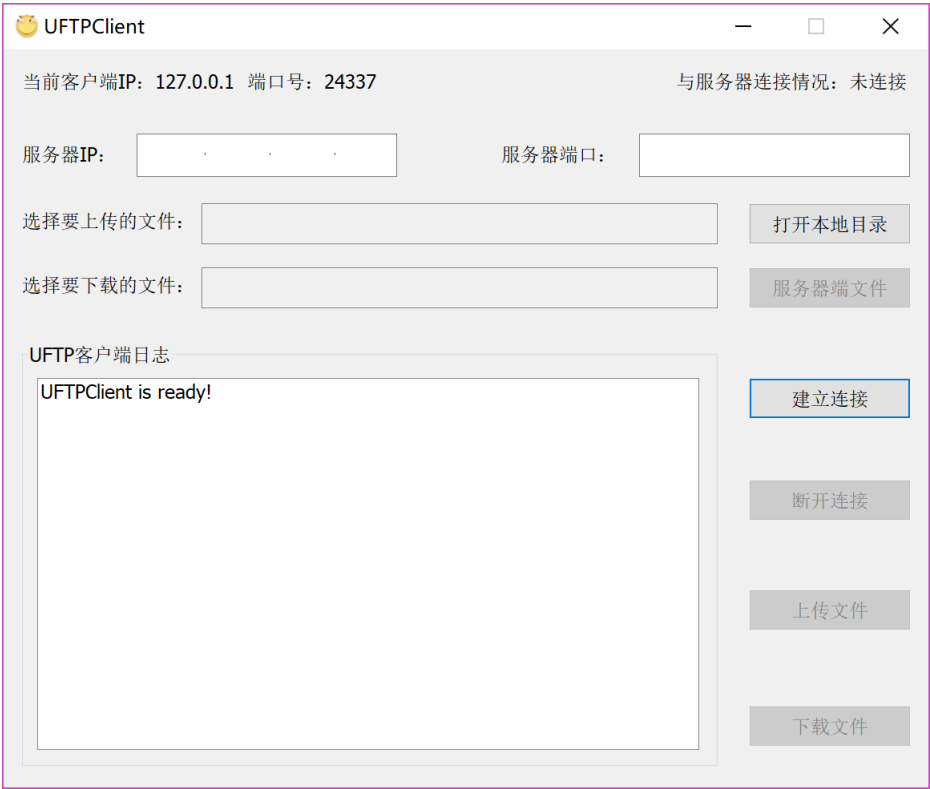 UFTPClient
当前客户端IP：127.0.0.1 端口号：24337
与服务器连接情况：未连接
服务器IP：
服务器端口：
选择要上传的文件：
打开本地目录
选择要下载的文件：
服务器端文件
UFTP客户端日志
UFTPClient is ready!
建立连接
断开连接
上传文件
下载文件